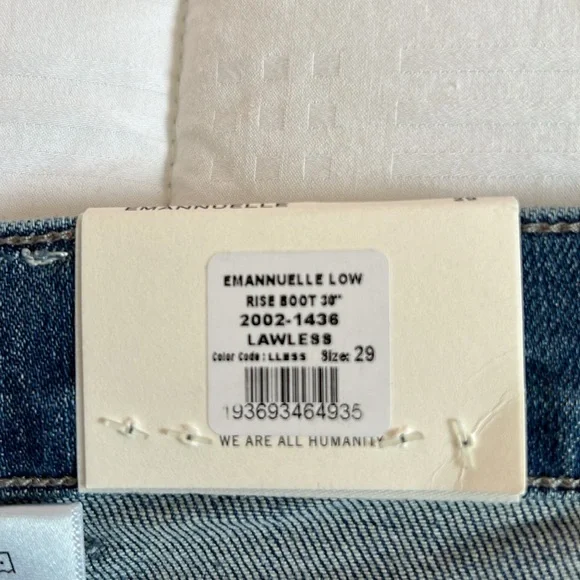 EMANNUELLE 29
EMANNUELLE LOW
RISE BOOT 30"
2002-1436
LAWLESS
Color Code: LLESS Size: 29
193693464935
WE ARE ALL HUMANITY